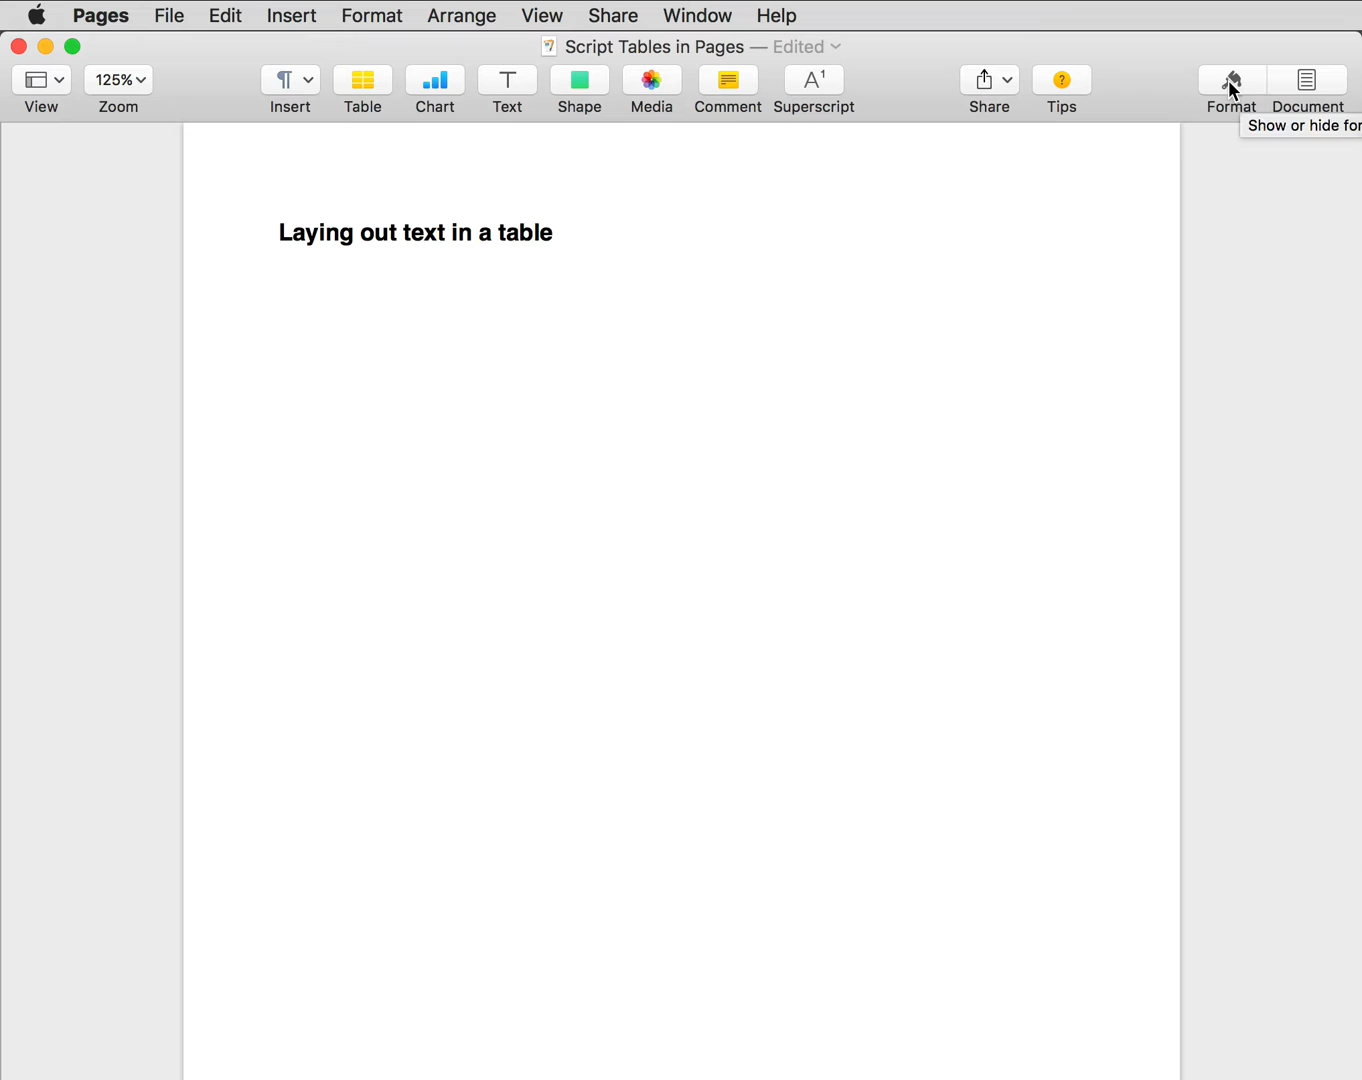 Pages File Edit Insert Format Arrange View Share Window Help
Script Tables in Pages — Edited
125% T A1 ?
View Zoom Insert Table Chart Text Shape Media Comment Superscript Share Tips Format Document
Show or hide for
Laying out text in a table